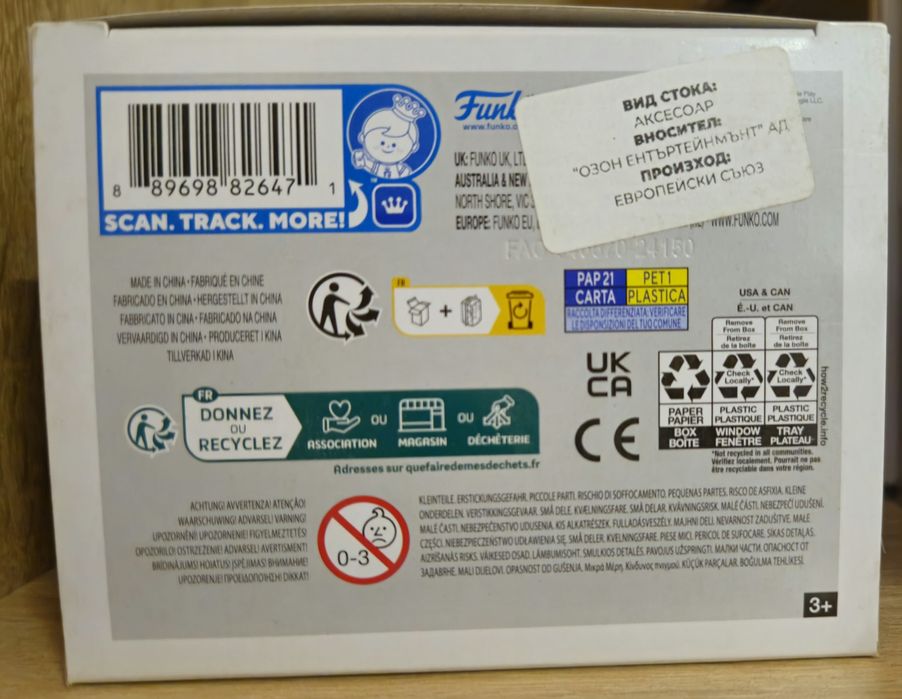 8 89698 82647 1
SCAN. TRACK. MORE!
Funk
www.funko.c
UK: FUNKO UK, LT
AUSTRALIA & NEW
NORTH SHORE, VIC
EUROPE: FUNKO EU,
WWW.FUNKO.COM
ВИД СТОКА:
АКСЕСОАР
ВНОСИТЕЛ:
"ОЗОН ЕНТЪРТЕЙНМЪНТ" АД
ПРОИЗХОД:
ЕВРОПЕЙСКИ СЪЮЗ
24150
MADE IN CHINA • FABRIQUÉ EN CHINE
FABRICADO EN CHINA • HERGESTELLT IN CHINA
FABBRICATO IN CINA • FABRICADO NA CHINA
VERVAARDIGD IN CHINA • PRODUCERET I KINA
TILLVERKAD I KINA
FR
+
PAP 21 PET 1
CARTA PLASTICA
RACCOLTA DIFFERENZIATA: VERIFICARE
LE DISPOSIZIONI DEL TUO COMUNE
UK
CA
CE
USA & CAN
É.-U. et CAN
Remove From Box
Retirez de la boîte
Remove From Box
Retirez de la boîte
Check Locally*
Check Locally*
PAPER PAPIER
PLASTIC PLASTIQUE
PLASTIC PLASTIQUE
BOX BOÎTE
WINDOW FENÊTRE
TRAY PLATEAU
*Not recycled in all communities.
Vérifiez localement. Pourrait ne pas
être recyclable dans votre région.
how2recycle.info
FR
DONNEZ
OU
RECYCLEZ
ASSOCIATION OU MAGASIN OU DÉCHÈTERIE
Adresses sur quefairedemesdechets.fr
ACHTUNG! AVVERTENZA! ATENÇÃO!
WAARSCHUWING! ADVARSEL! VARNING!
UPOZORNĚNÍ! UPOZORNENIE! FIGYELMEZTETÉS!
OPOZORILO! OSTRZEŻENIE! ADVARSEL! AVERTISMENT!
BRĪDINĀJUMS! HOIATUS! ĮSPĖJIMAS! ВНИМАНИЕ!
UPOZORENJE! ΠΡΟΕΙΔΟΠΟΙΗΣΗ! DİKKAT!
0-3
KLEINTEILE. ERSTICKUNGSGEFAHR. PICCOLE PARTI. RISCHIO DI SOFFOCAMENTO. PEQUENAS PARTES. RISCO DE ASFIXIA. KLEINE
ONDERDELEN. VERSTIKKINGSGEVAAR. SMÅ DELE. KVÆLNINGSFARE. SMÅ DELAR. KVÄVNINGSRISK. MALÉ ČÁSTI. NEBEZPEČÍ UDUŠENÍ.
MALÉ ČASTI. NEBEZPEČENSTVO UDUSENIA. KIS ALKATRÉSZEK. FULLADÁSVESZÉLY. MAJHNI DELI. NEVARNOST ZADUŠITVE. MAŁE
CZĘŚCI. NIEBEZPIECZEŃSTWO UDŁAWIENIA SIĘ. SMÅ DELER. KVELNINGSFARE. PIESE MICI. PERICOL DE SUFOCARE. SĪKAS DETAĻAS.
AIZRĪŠANĀS RISKS. VÄIKESED OSAD. LÄMBUMISOHT. SMULKIOS DETALĖS. PAVOJUS UŽSPRINGTI. МАЛКИ ЧАСТИ. ОПАСНОСТ ОТ
ЗАДАВЯНЕ. MALI DIJELOVI. OPASNOST OD GUŠENJA. Μικρά Μέρη. Κίνδυνος πνιγμού. KÜÇÜK PARÇALAR. BOĞULMA TEHLİKESİ.
3+